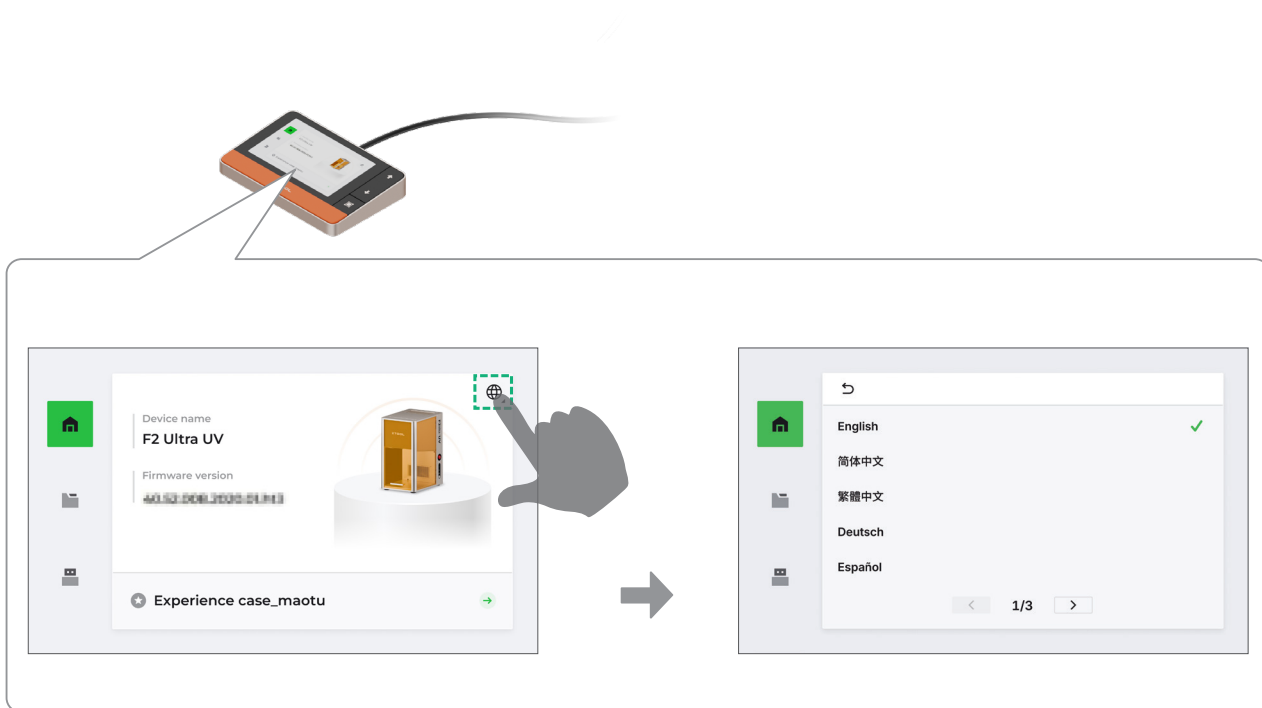 Device name
F2 Ultra UV
Firmware version
Experience case_maotu
English
简体中文
繁體中文
Deutsch
Español
1/3